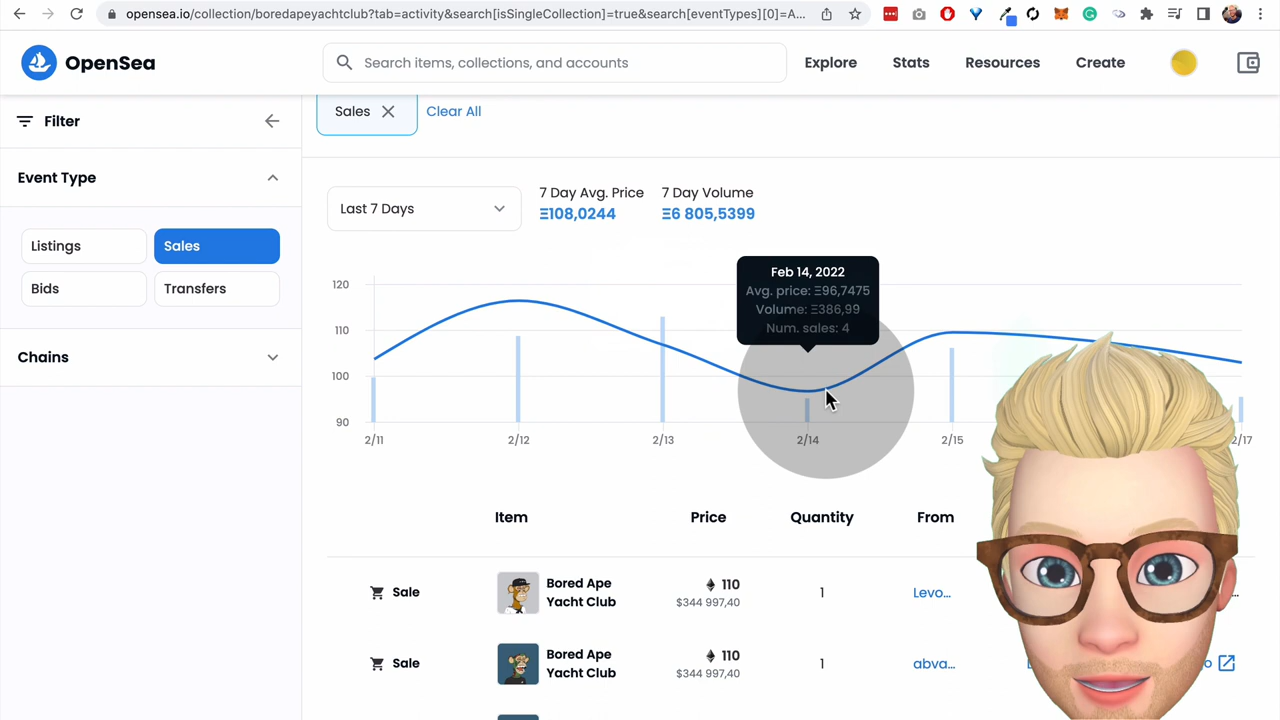 opensea.io/collection/boredapeyachtclub?tab=activity&search[isSingleCollection]=true&search[eventTypes][0]=A...
OpenSea
Search items, collections, and accounts
Explore
Stats
Resources
Create
Filter
Sales
Clear All
Event Type
Listings
Sales
Bids
Transfers
Chains
Last 7 Days
7 Day Avg. Price
Ξ108,0244
7 Day Volume
Ξ6 805,5399
Feb 14, 2022
Avg. price: Ξ96,7475
Volume: Ξ386,99
Num. sales: 4
120
110
100
90
2/11
2/12
2/13
2/14
2/15
2/17
Item
Price
Quantity
From
Sale
Bored Ape
Yacht Club
110
$344 997,40
1
Levo...
Sale
Bored Ape
Yacht Club
110
$344 997,40
1
abva...